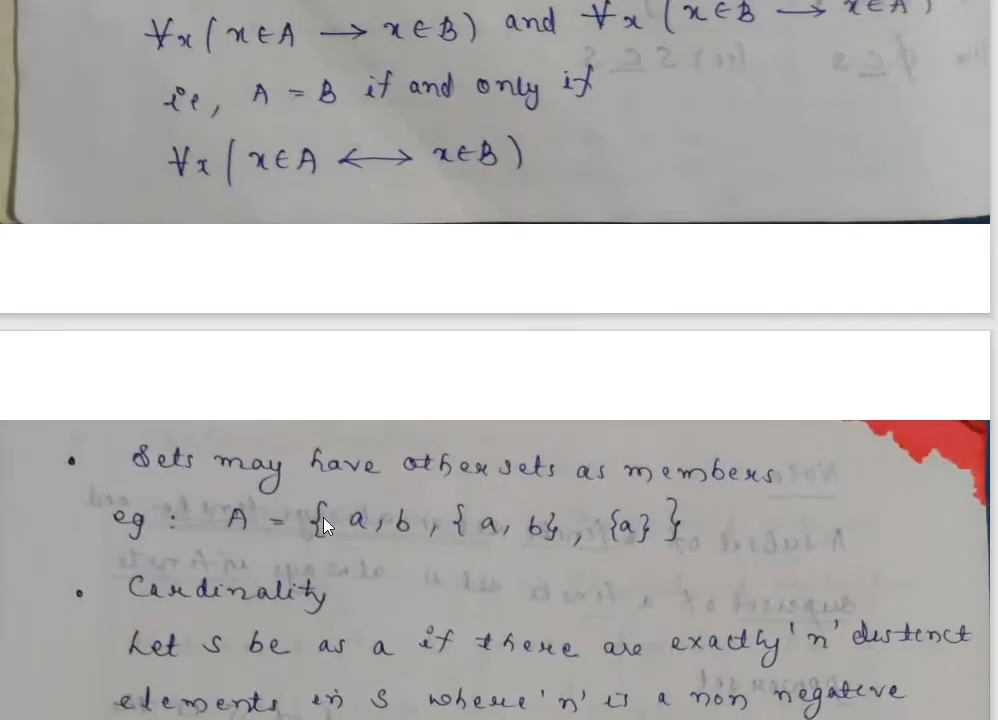 ∀x (x∈A → x∈B) and ∀x (x∈B → x∈A)
ie, A = B if and only if
∀x (x∈A ↔ x∈B)
• Sets may have other sets as members
eg : A = { a, b, { a, b}, {a} }
• Cardinality
Let S be as a if there are exactly 'n' distinct
elements in S where 'n' is a non negative